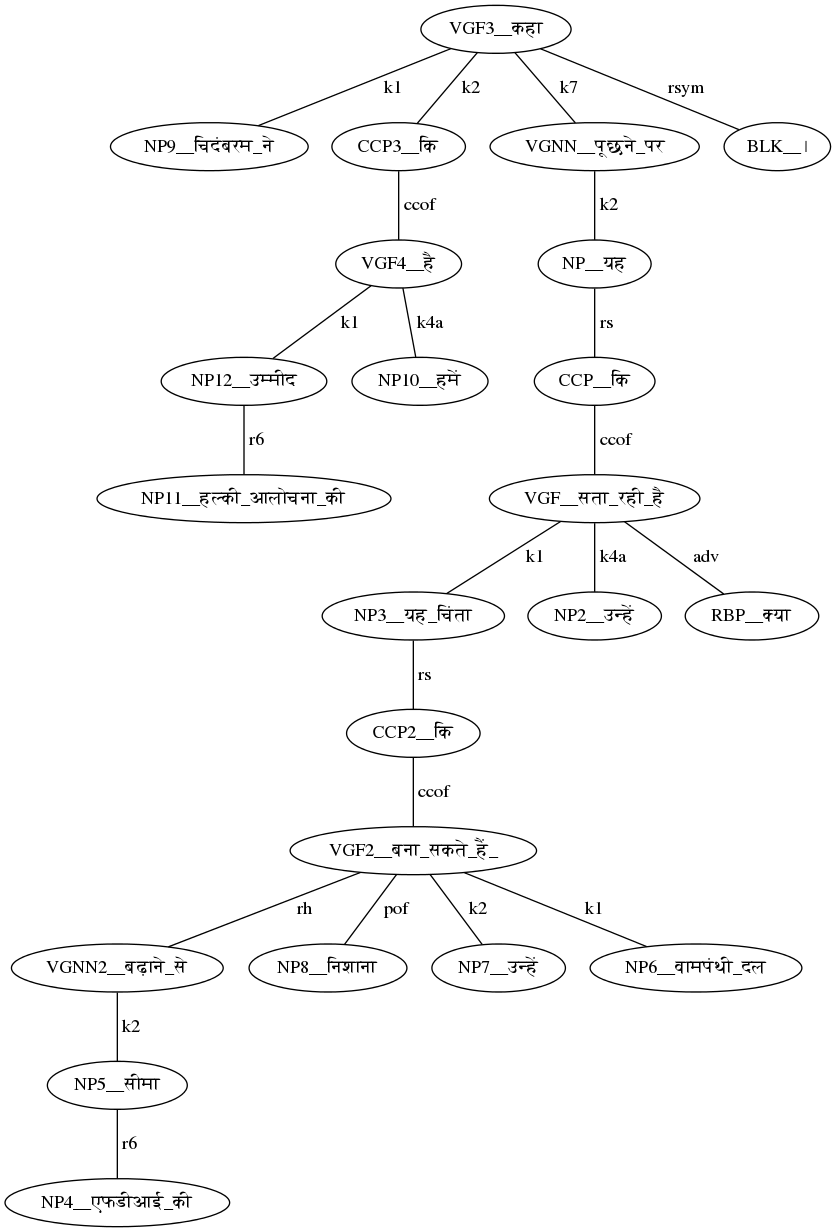 VGF3__कहा
k1 k2 k7 rsym
NP9__चिदंबरम_ने CCP3__कि VGNN__पूछने_पर BLK__।
ccof k2
VGF4__है NP__यह
k1 k4a rs
NP12__उम्मीद NP10__हमें CCP__कि
r6 ccof
NP11__हल्की_आलोचना_की VGF__सता_रही_है
k1 k4a adv
NP3__यह_चिंता NP2__उन्हें RBP__क्या
rs
CCP2__कि
ccof
VGF2__बना_सकते_हैं_
rh pof k2 k1
VGNN2__बढ़ाने_से NP8__निशाना NP7__उन्हें NP6__वामपंथी_दल
k2
NP5__सीमा
r6
NP4__एफडीआई_की